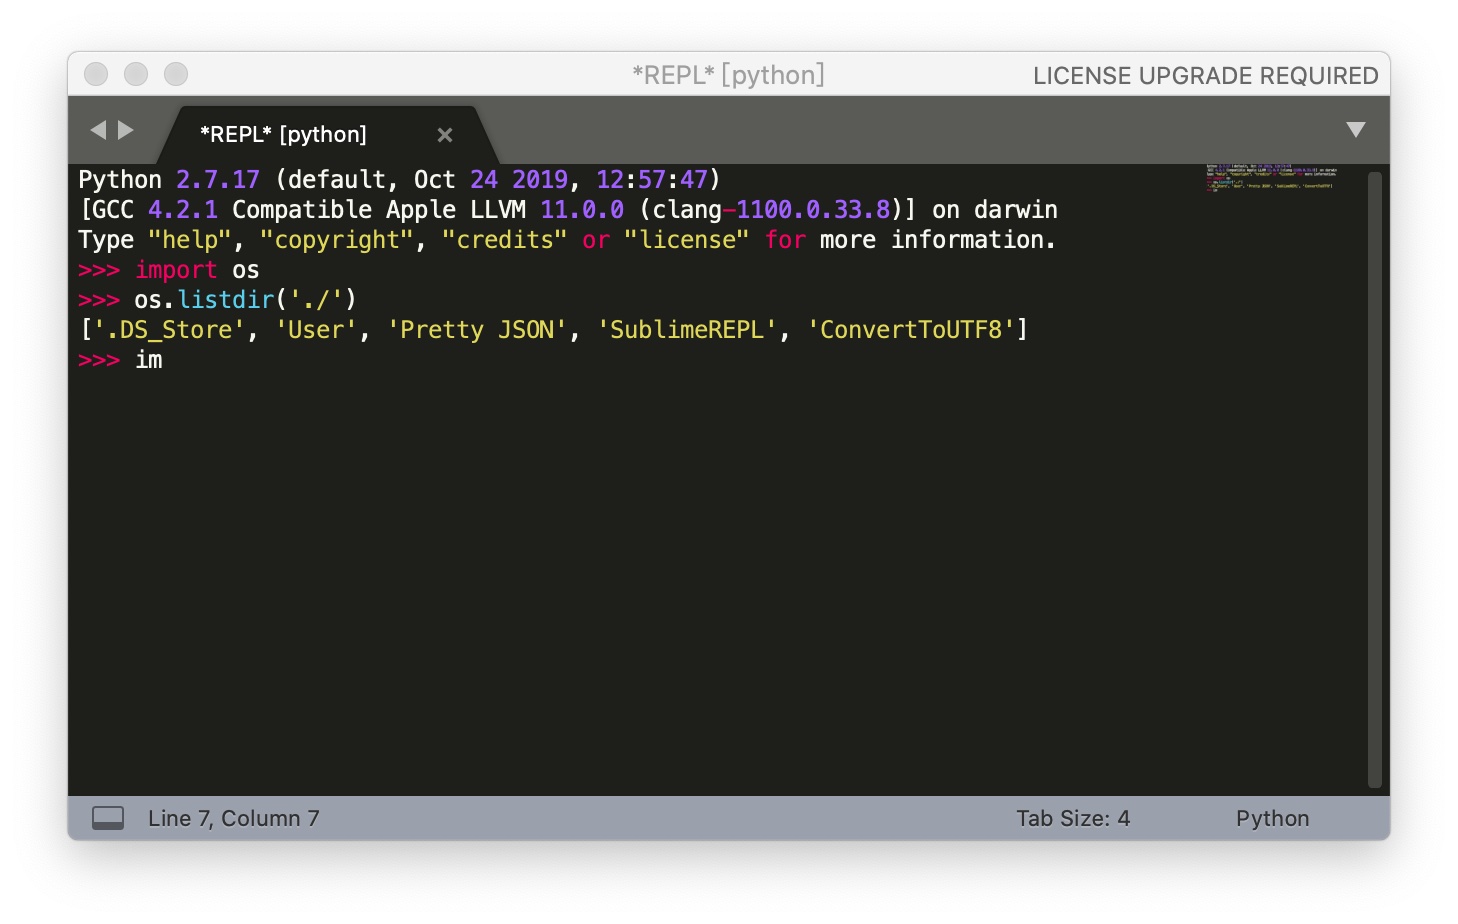 *REPL* [python]
LICENSE UPGRADE REQUIRED
*REPL* [python]
Python 2.7.17 (default, Oct 24 2019, 12:57:47)
[GCC 4.2.1 Compatible Apple LLVM 11.0.0 (clang-1100.0.33.8)] on darwin
Type "help", "copyright", "credits" or "license" for more information.
>>> import os
>>> os.listdir('./')
['.DS_Store', 'User', 'Pretty JSON', 'SublimeREPL', 'ConvertToUTF8']
>>> im
Line 7, Column 7
Tab Size: 4
Python